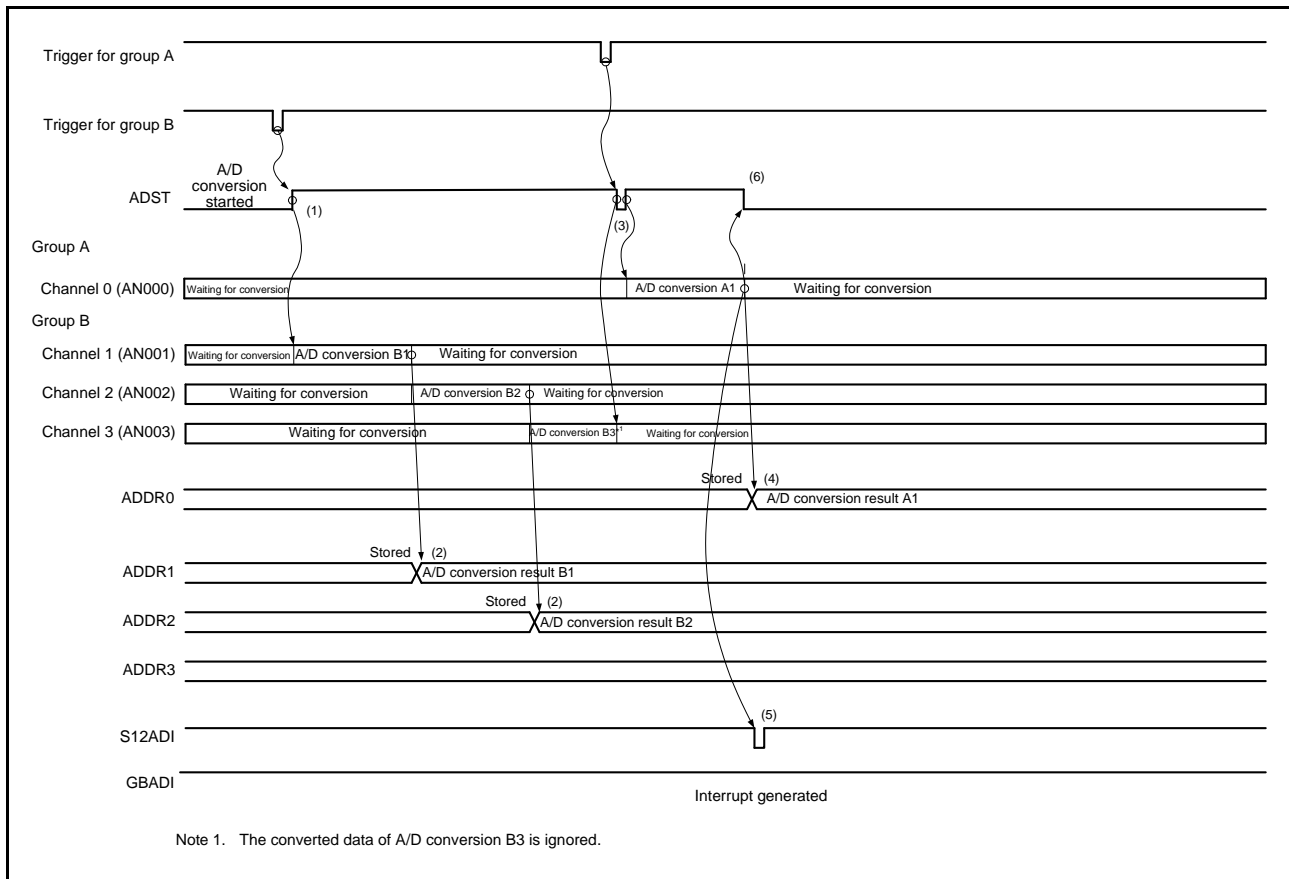 Trigger for group A
Trigger for group B
A/D
conversion
started
ADST
(1)
(3)
(6)
Group A
Channel 0 (AN000)
Waiting for conversion
A/D conversion A1
Waiting for conversion
Group B
Channel 1 (AN001)
Waiting for conversion
A/D conversion B1
Waiting for conversion
Channel 2 (AN002)
Waiting for conversion
A/D conversion B2
Waiting for conversion
Channel 3 (AN003)
Waiting for conversion
A/D conversion B3*1
Waiting for conversion
Stored
(4)
ADDR0
A/D conversion result A1
Stored
(2)
ADDR1
A/D conversion result B1
Stored
(2)
ADDR2
A/D conversion result B2
ADDR3
(5)
S12ADI
GBADI
Interrupt generated
Note 1. The converted data of A/D conversion B3 is ignored.